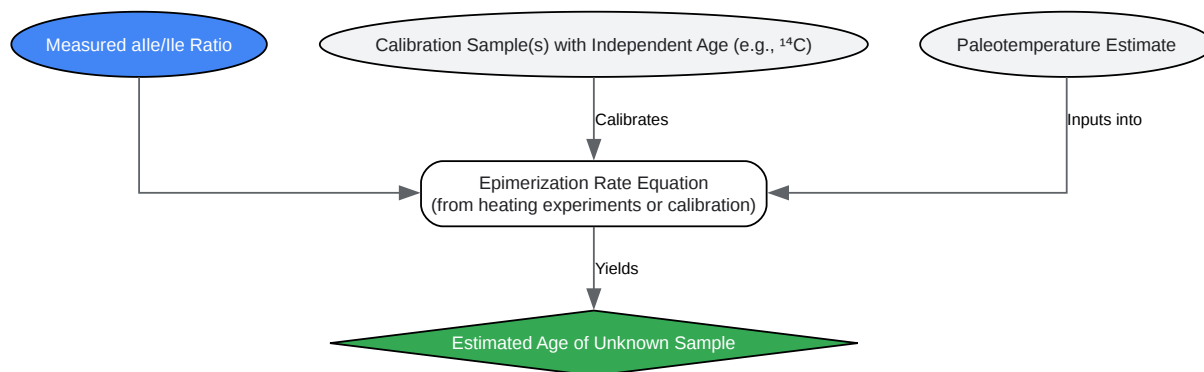 Measured alle/Ile Ratio
Calibration Sample(s) with Independent Age (e.g., ¹⁴C)
Paleotemperature Estimate
Calibrates
Inputs into
Epimerization Rate Equation
(from heating experiments or calibration)
Yields
Estimated Age of Unknown Sample